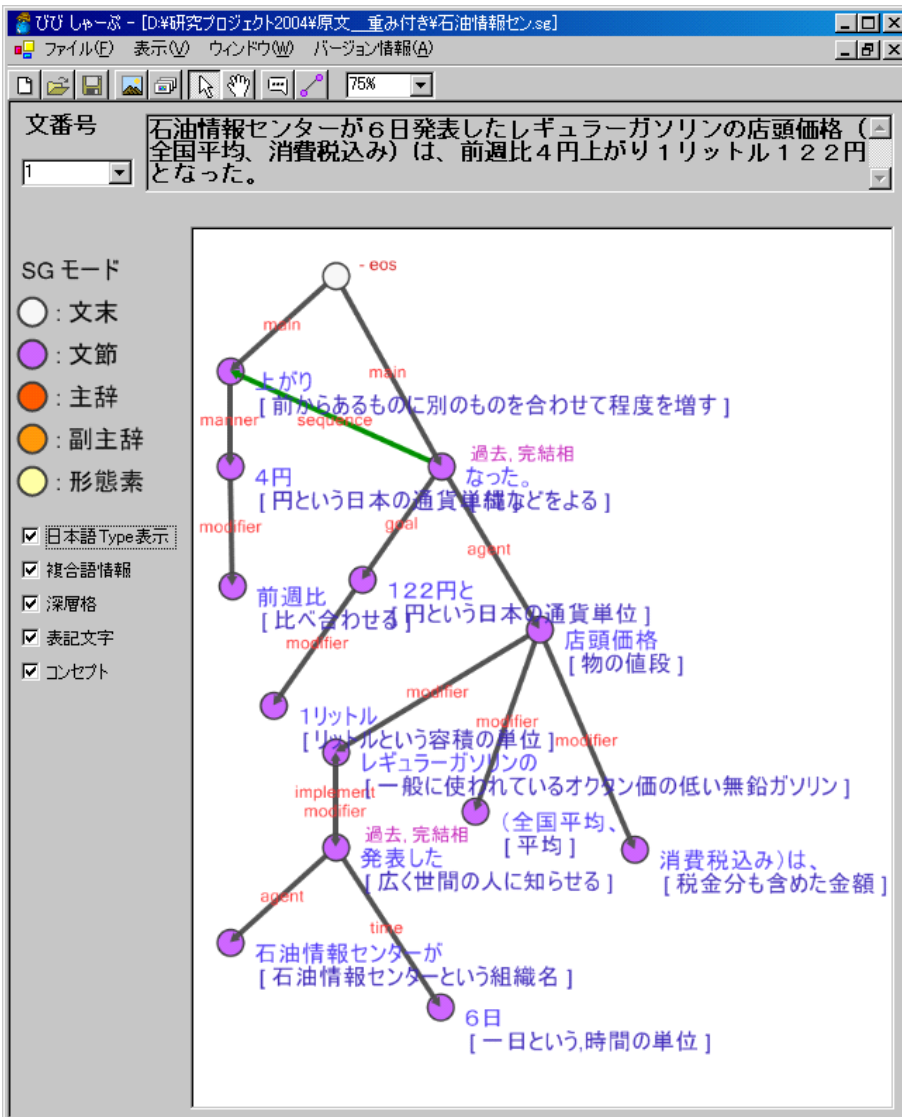 びび しゃーぷ - [D:¥研究プロジェクト2004¥原文__重み付き¥石油情報セン.sg]
ファイル(F) 表示(V) ウィンドウ(W) バージョン情報(A)
75%
文番号
1
石油情報センターが６日発表したレギュラーガソリンの店頭価格（
全国平均、消費税込み）は、前週比４円上がり１リットル１２２円
となった。
SG モード
: 文末
: 文節
: 主辞
: 副主辞
: 形態素
日本語Type表示
複合語情報
深層格
表記文字
コンセプト
- eos
main
main
上がり
[ 前からあるものに別のものを合わせて程度を増す ]
manner
sequence
過去, 完結相
なった。
４円
[ 円という日本の通貨単位
などをよる ]
modifier
goal
agent
前週比
[ 比べ合わせる ]
１２２円と
[ 円という日本の通貨単位 ]
modifier
店頭価格
[ 物の値段 ]
modifier
modifier
modifier
１リットル
[ リットルという容積の単位 ]
レギュラーガソリンの
[ 一般に使われているオクタン価の低い無鉛ガソリン ]
implement
modifier
（全国平均、
[ 平均 ]
過去, 完結相
発表した
[ 広く世間の人に知らせる ]
消費税込み）は、
[ 税金分も含めた金額 ]
agent
time
石油情報センターが
[ 石油情報センターという組織名 ]
６日
[ 一日という,時間の単位 ]